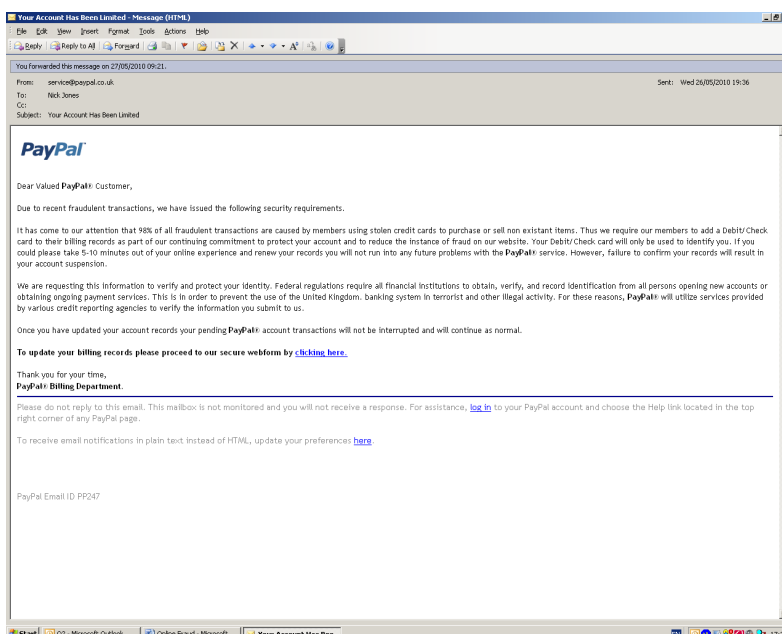 Your Account Has Been Limited - Message (HTML)
File Edit View Insert Format Tools Actions Help
Reply Reply to All Forward
You forwarded this message on 27/05/2010 09:21.
From: service@paypal.co.uk Sent: Wed 26/05/2010 19:36
To: Nick Jones
Cc:
Subject: Your Account Has Been Limited
PayPal
Dear Valued PayPal® Customer,
Due to recent fraudulent transactions, we have issued the following security requirements.
It has come to our attention that 98% of all fraudulent transactions are caused by members using stolen credit cards to purchase or sell non existant items. Thus we require our members to add a Debit/Check
card to their billing records as part of our continuing commitment to protect your account and to reduce the instance of fraud on our website. Your Debit/Check card will only be used to identify you. If you
could please take 5-10 minutes out of your online experience and renew your records you will not run into any future problems with the PayPal® service. However, failure to confirm your records will result in
your account suspension.
We are requesting this information to verify and protect your identity. Federal regulations require all financial institutions to obtain, verify, and record identification from all persons opening new accounts or
obtaining ongoing payment services. This is in order to prevent the use of the United Kingdom. banking system in terrorist and other illegal activity. For these reasons, PayPal® will utilize services provided
by various credit reporting agencies to verify the information you submit to us.
Once you have updated your account records your pending PayPal® account transactions will not be interrupted and will continue as normal.
To update your billing records please proceed to our secure webform by clicking here.
Thank you for your time,
PayPal® Billing Department.
Please do not reply to this email. This mailbox is not monitored and you will not receive a response. For assistance, log in to your PayPal account and choose the Help link located in the top
right corner of any PayPal page.
To receive email notifications in plain text instead of HTML, update your preferences here.
PayPal Email ID PP247
Start O2 - Microsoft Outlook Online Fraud - Microsoft Your Account Has Bee